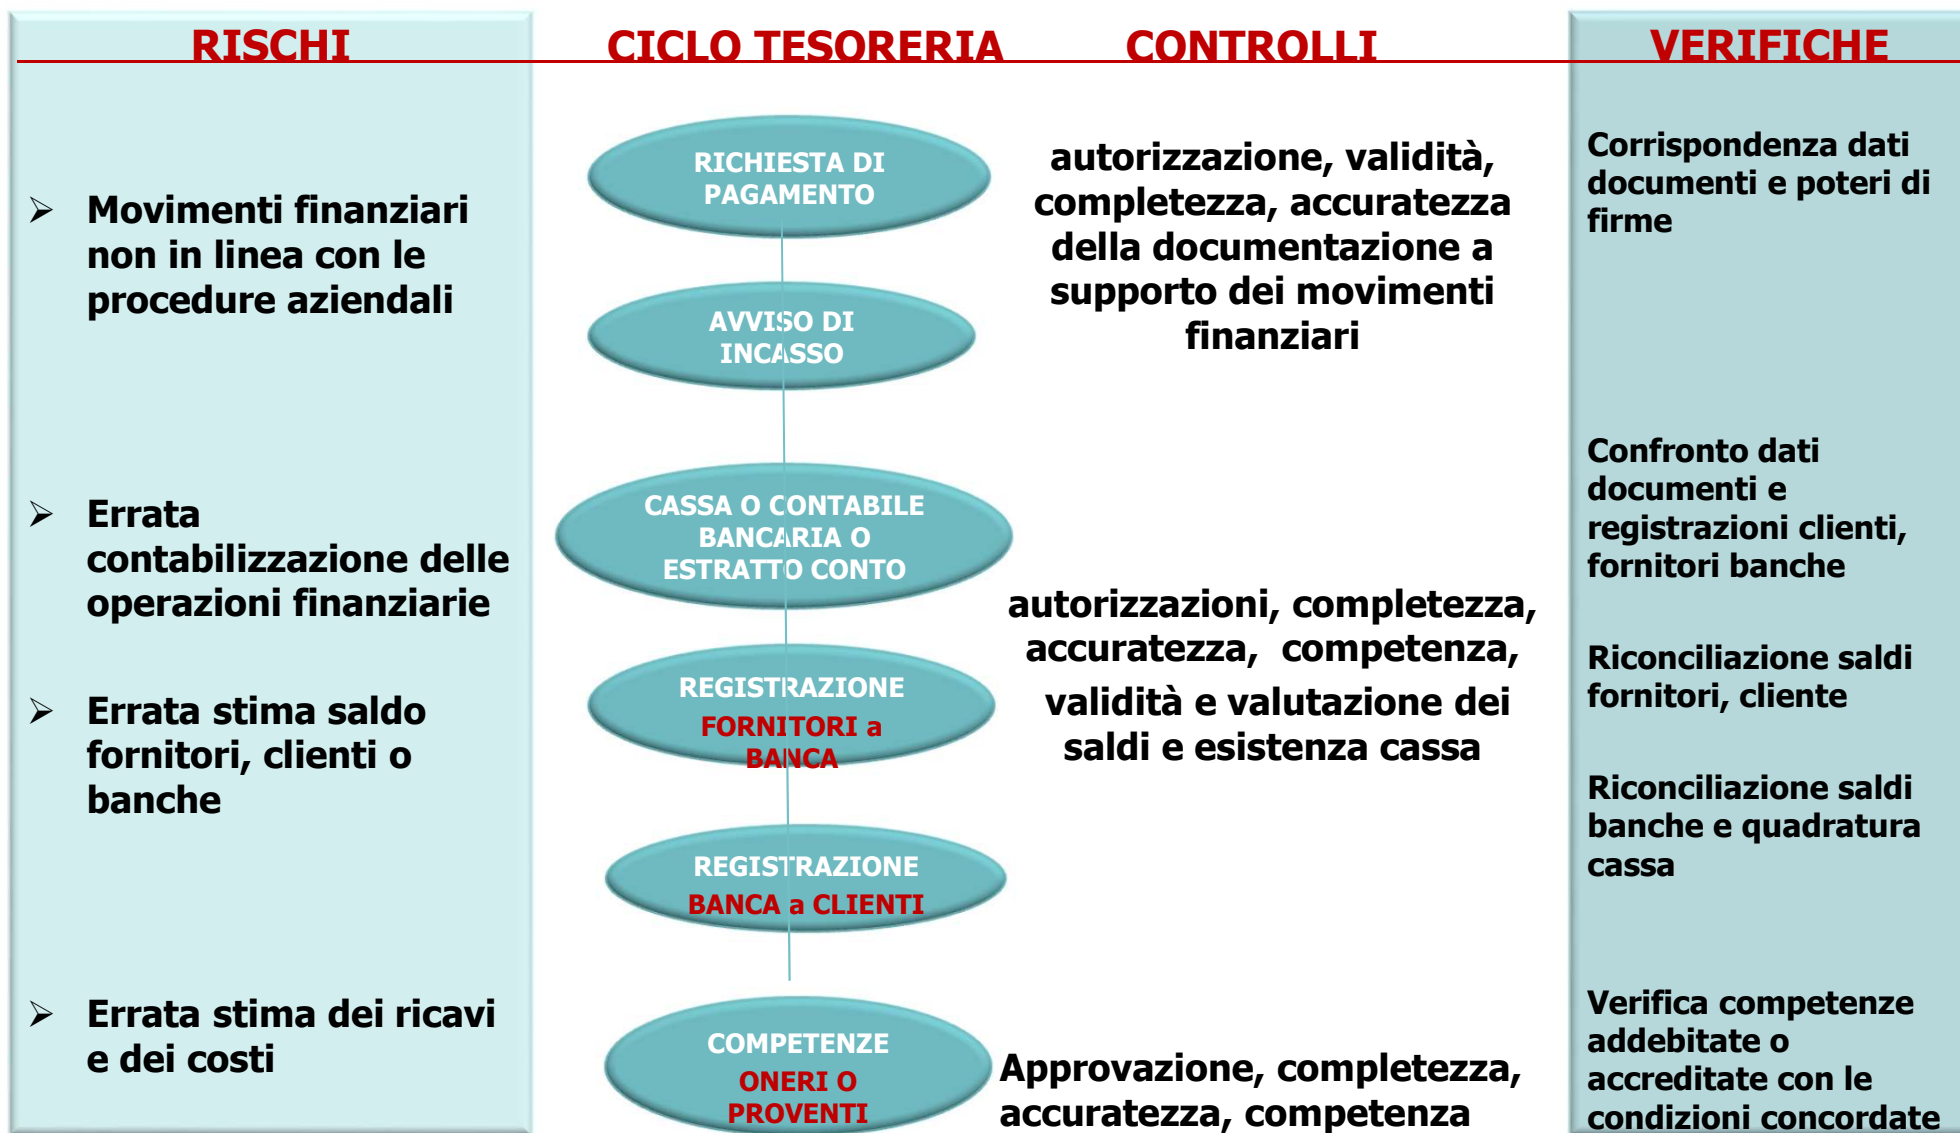 RISCHI
CICLO TESORERIA
CONTROLLI
VERIFICHE
➢ Movimenti finanziari
non in linea con le
procedure aziendali
➢ Errata
contabilizzazione delle
operazioni finanziarie
➢ Errata stima saldo
fornitori, clienti o
banche
➢ Errata stima dei ricavi
e dei costi
RICHIESTA DI
PAGAMENTO
AVVISO DI
INCASSO
CASSA O CONTABILE
BANCARIA O
ESTRATTO CONTO
REGISTRAZIONE
FORNITORI a
BANCA
REGISTRAZIONE
BANCA a CLIENTI
COMPETENZE
ONERI O
PROVENTI
autorizzazione, validità,
completezza, accuratezza
della documentazione a
supporto dei movimenti
finanziari
autorizzazioni, completezza,
accuratezza, competenza,
validità e valutazione dei
saldi e esistenza cassa
Approvazione, completezza,
accuratezza, competenza
Corrispondenza dati
documenti e poteri di
firme
Confronto dati
documenti e
registrazioni clienti,
fornitori banche
Riconciliazione saldi
fornitori, cliente
Riconciliazione saldi
banche e quadratura
cassa
Verifica competenze
addebitate o
accreditate con le
condizioni concordate